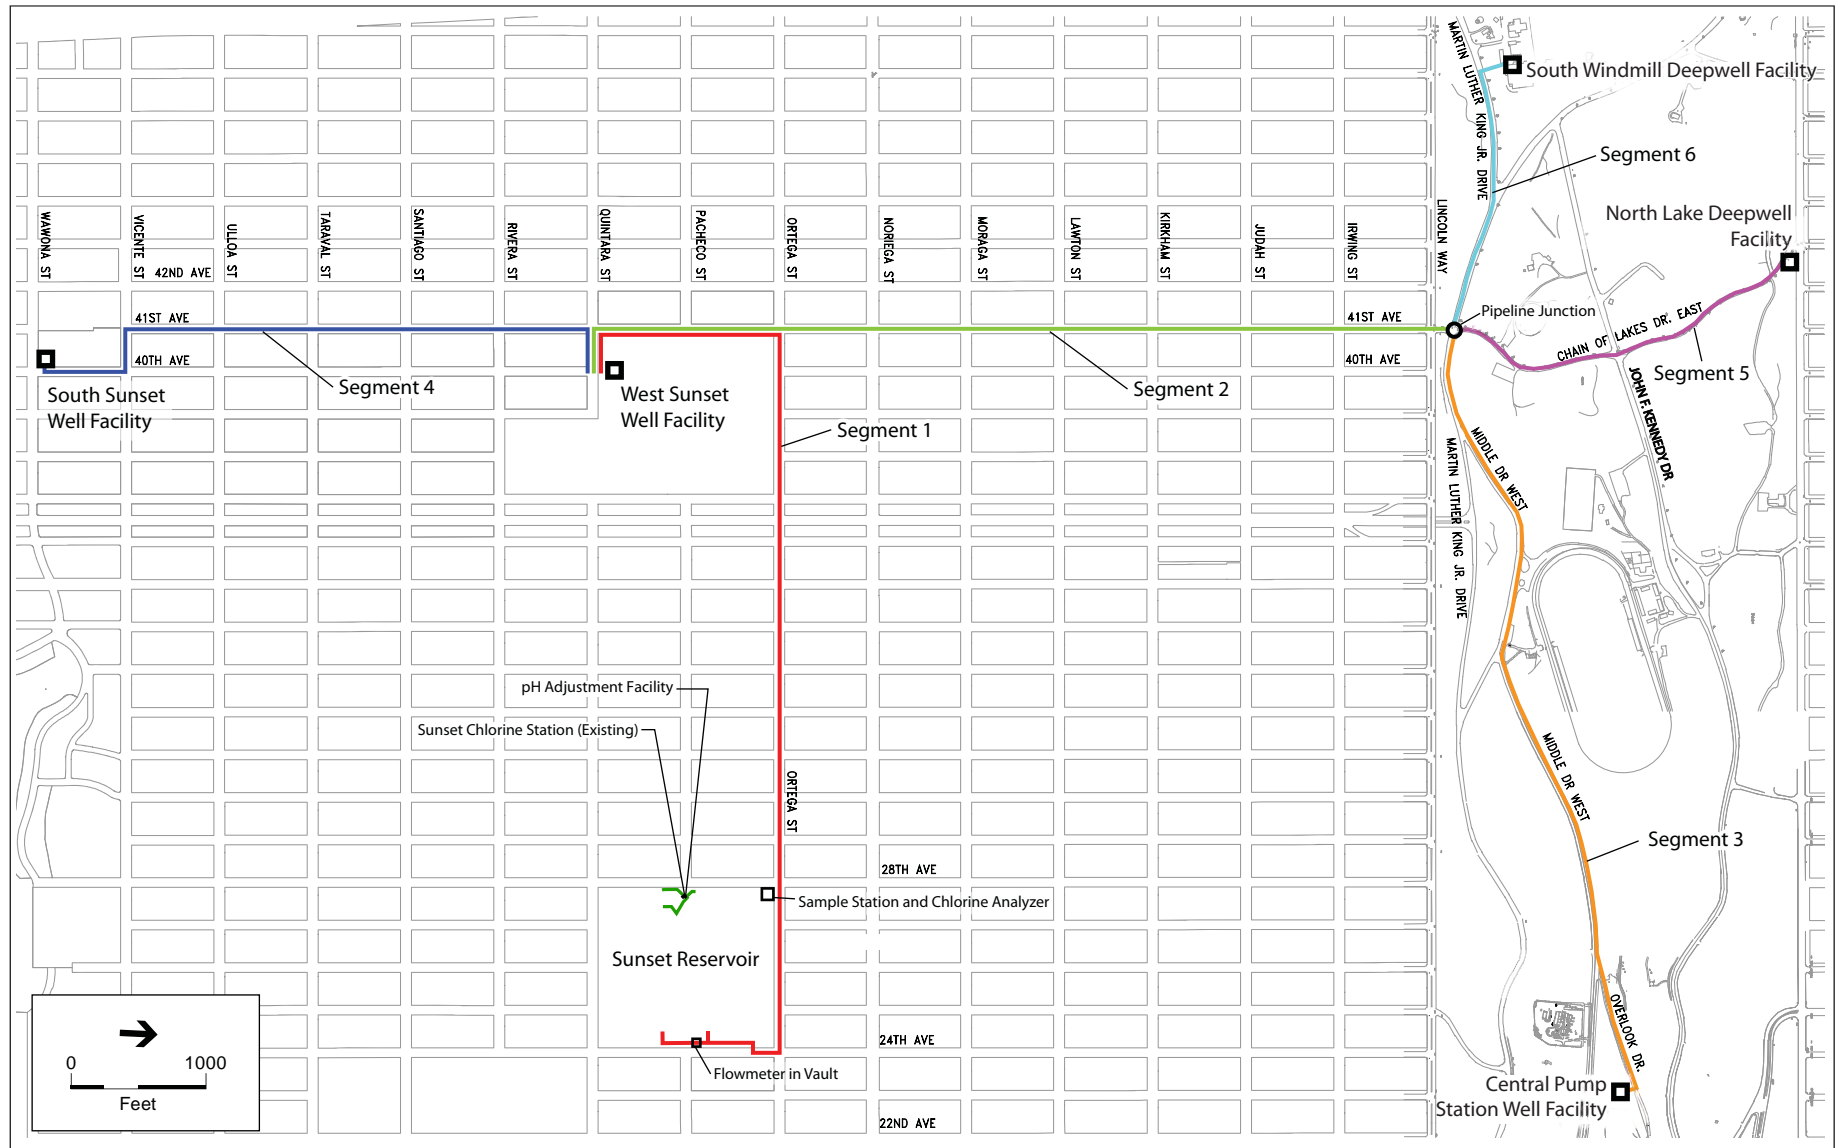 MARTIN LUTHER KING JR. DRIVE
South Windmill Deepwell Facility
Segment 6
North Lake Deepwell
Facility
WAWONA ST
VICENTE ST
ULLOA ST
TARAVAL ST
SANTIAGO ST
RIVERA ST
QUINTARA ST
PACHECO ST
ORTEGA ST
NORIEGA ST
MORAGA ST
LAWTON ST
KIRKHAM ST
JUDAH ST
IRWING ST
LINCOLN WAY
42ND AVE
41ST AVE
41ST AVE
Pipeline Junction
CHAIN OF LAKES DR. EAST
40TH AVE
40TH AVE
Segment 5
JOHN F. KENNEDY DR
South Sunset
Well Facility
Segment 4
West Sunset
Well Facility
Segment 2
Segment 1
MIDDLE DR WEST
MARTIN LUTHER KING JR. DRIVE
pH Adjustment Facility
Sunset Chlorine Station (Existing)
ORTEGA ST
MIDDLE DR WEST
Segment 3
28TH AVE
Sample Station and Chlorine Analyzer
Sunset Reservoir
OVERLOOK DR.
24TH AVE
Flowmeter in Vault
Central Pump
Station Well Facility
22ND AVE
0 1000
Feet